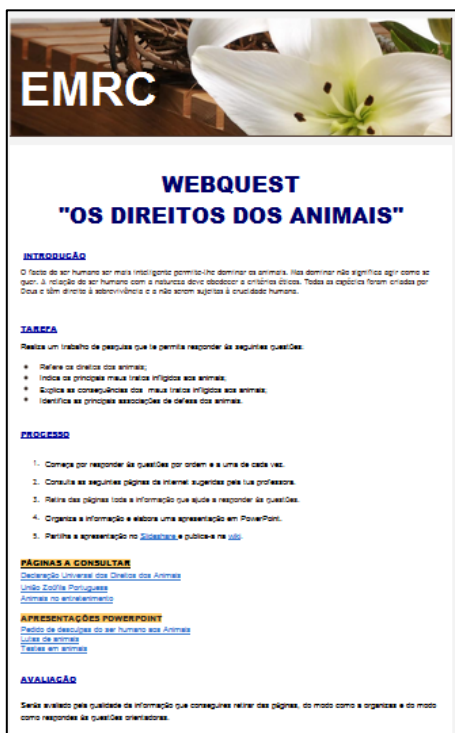 EMRC
WEBQUEST
"OS DIREITOS DOS ANIMAIS"
INTRODUÇÃO
O facto do ser humano ser mais inteligente permite-lhe dominar os animais. Mas dominar não significa agir como se
quer. A relação do ser humano com a natureza deve obedecer a critérios éticos. Todas as espécies foram criadas por
Deus e têm direito à sobrevivência e a não serem sujeitas à crueldade humana.
TAREFA
Realiza um trabalho de pesquisa que te permita responder às seguintes questões:
Refere os direitos dos animais;
Indica os principais maus tratos infligidos aos animais;
Explica as consequências dos maus tratos infligidos aos animais;
Identifica as principais associações de defesa dos animais.
PROCESSO
1. Começa por responder às questões por ordem e a uma de cada vez.
2. Consulta as seguintes páginas da internet sugeridas pela tua professora.
3. Retira das páginas toda a informação que ajude a responder às questões.
4. Organiza a informação e elabora uma apresentação em PowerPoint.
5. Partilha a apresentação no Slideshare e publica-a na wiki.
PÁGINAS A CONSULTAR
Declaração Universal dos Direitos dos Animais
União Zoófila Portuguesa
Animais no entretenimento
APRESENTAÇÕES POWERPOINT
Pedido de desculpas do ser humano aos Animais
Lutas de animais
Testes em animais
AVALIAÇÃO
Serás avaliado pela qualidade da informação que conseguires retirar das páginas, do modo como a organizas e do modo
como respondes às questões orientadoras.